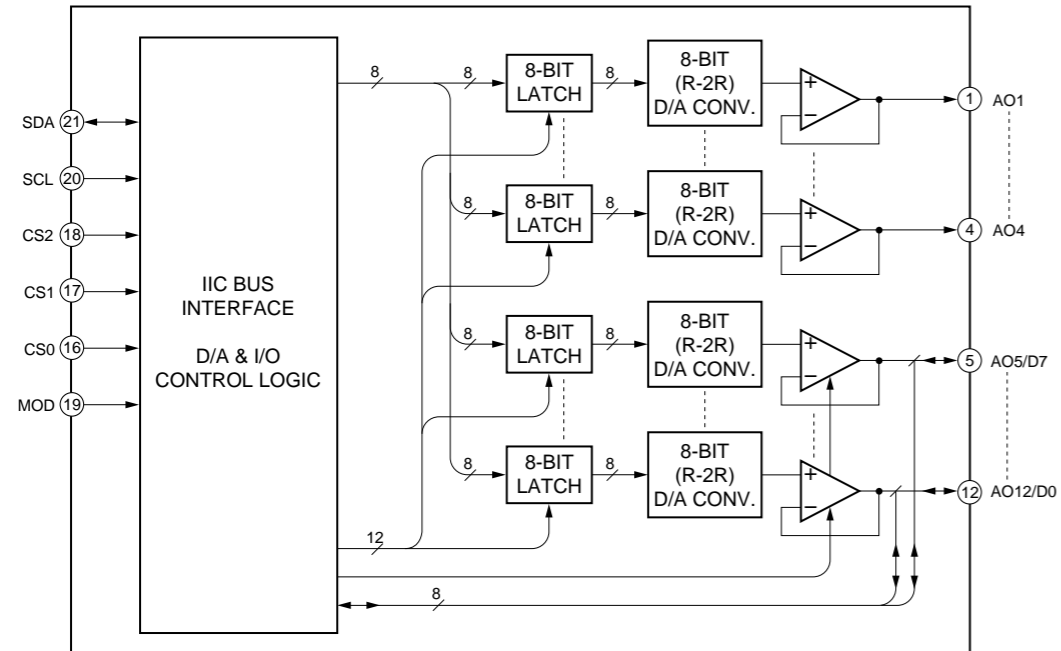 8
8
8-BIT
LATCH
8
8-BIT
(R-2R)
D/A CONV.
+
−
1 AO1
SDA 21
SCL 20
CS2 18
CS1 17
CS0 16
MOD 19
IIC BUS
INTERFACE
D/A & I/O
CONTROL LOGIC
8
8-BIT
LATCH
8
8-BIT
(R-2R)
D/A CONV.
+
−
4 AO4
8
8-BIT
LATCH
8
8-BIT
(R-2R)
D/A CONV.
+
−
5 AO5/D7
8
8-BIT
LATCH
8
8-BIT
(R-2R)
D/A CONV.
+
−
12 AO12/D0
12
8